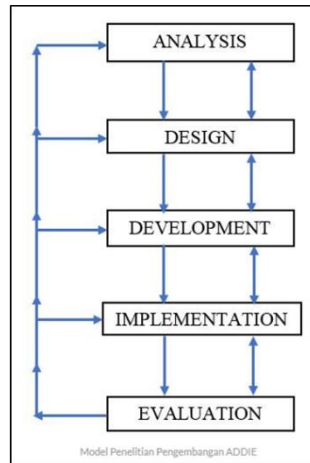 ANALYSIS
DESIGN
DEVELOPMENT
IMPLEMENTATION
EVALUATION
Model Penelitian Pengembangan ADDIE